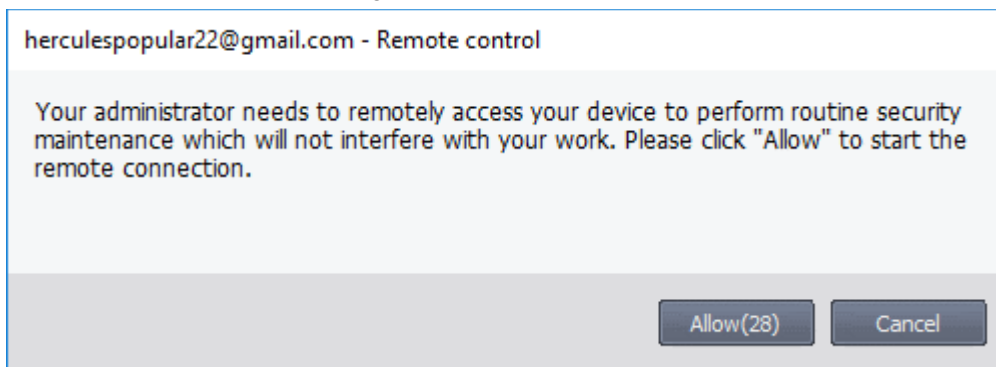 herculespopular22@gmail.com - Remote control
Your administrator needs to remotely access your device to perform routine security
maintenance which will not interfere with your work. Please click "Allow" to start the
remote connection.
Allow(28)
Cancel